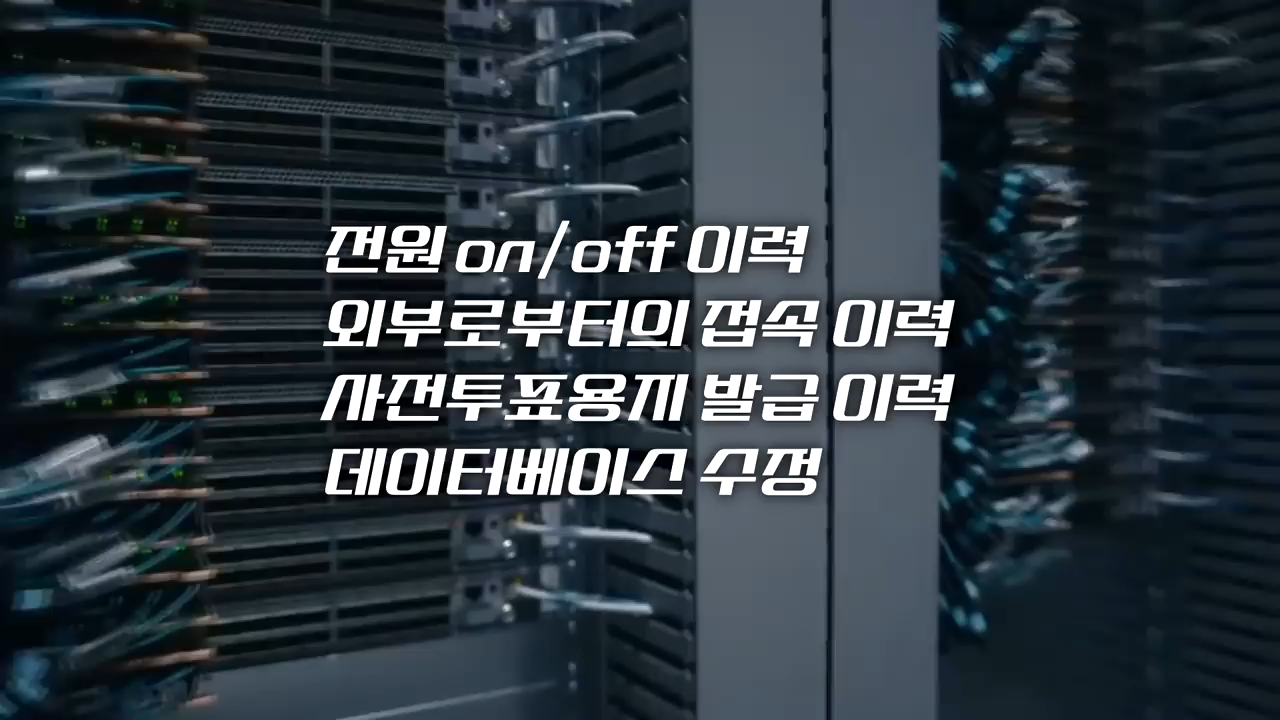 전원 on/off 이력
외부로부터의 접속 이력
사전투표용지 발급 이력
데이터베이스 수정